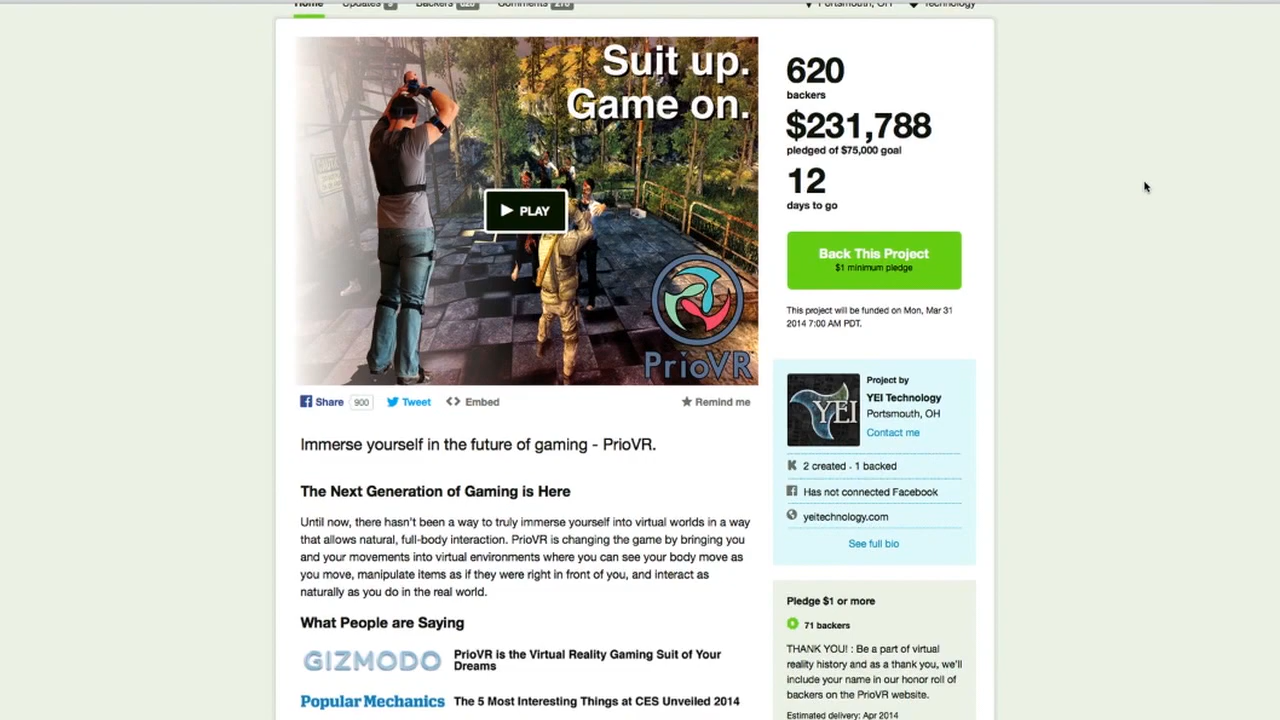 Home Updates Backers Comments
Portsmouth, OH Technology
Suit up.
Game on.
PLAY
PrioVR
620
backers
$231,788
pledged of $75,000 goal
12
days to go
Back This Project
$1 minimum pledge
This project will be funded on Mon, Mar 31
2014 7:00 AM PDT.
Share 900 Tweet Embed Remind me
Immerse yourself in the future of gaming - PrioVR.
The Next Generation of Gaming is Here
Until now, there hasn't been a way to truly immerse yourself into virtual worlds in a way
that allows natural, full-body interaction. PrioVR is changing the game by bringing you
and your movements into virtual environments where you can see your body move as
you move, manipulate items as if they were right in front of you, and interact as
naturally as you do in the real world.
What People are Saying
GIZMODO
PrioVR is the Virtual Reality Gaming Suit of Your
Dreams
Popular Mechanics
The 5 Most Interesting Things at CES Unveiled 2014
YEI
Project by
YEI Technology
Portsmouth, OH
Contact me
2 created · 1 backed
Has not connected Facebook
yeitechnology.com
See full bio
Pledge $1 or more
71 backers
THANK YOU! : Be a part of virtual
reality history and as a thank you, we'll
include your name in our honor roll of
backers on the PrioVR website.
Estimated delivery: Apr 2014